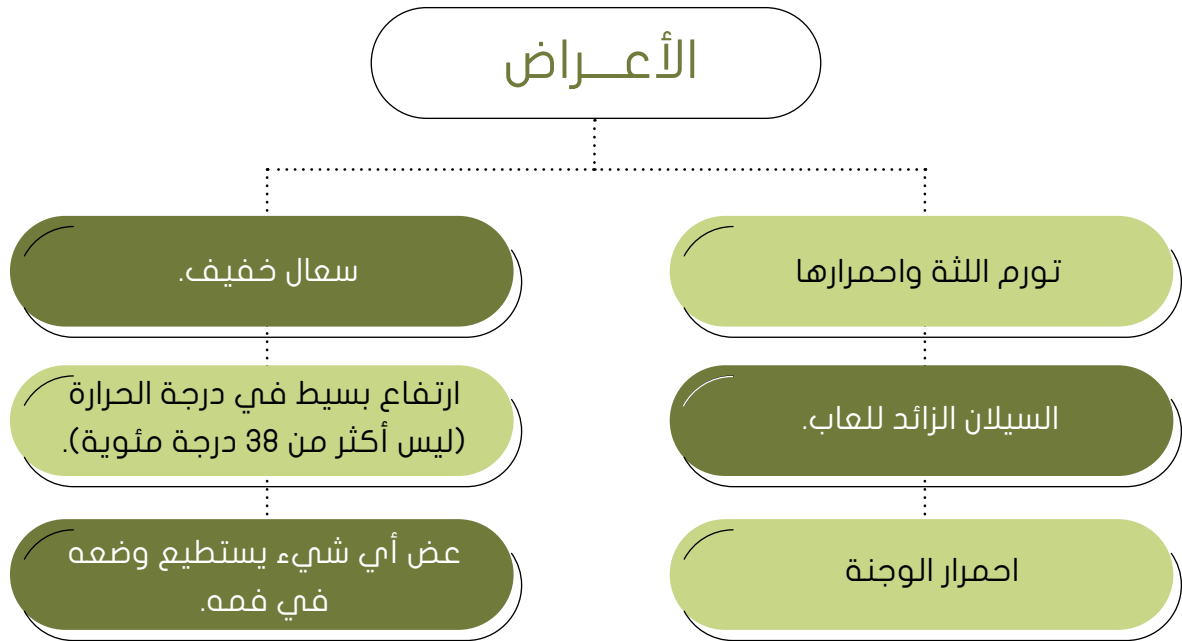 الأعـــراض
تورم اللثة واحمرارها
السيلان الزائد للعاب.
احمرار الوجنة
سعال خفيف.
ارتفاع بسيط في درجة الحرارة
(ليس أكثر من 38 درجة مئوية).
عض أي شيء يستطيع وضعه
في فمه.